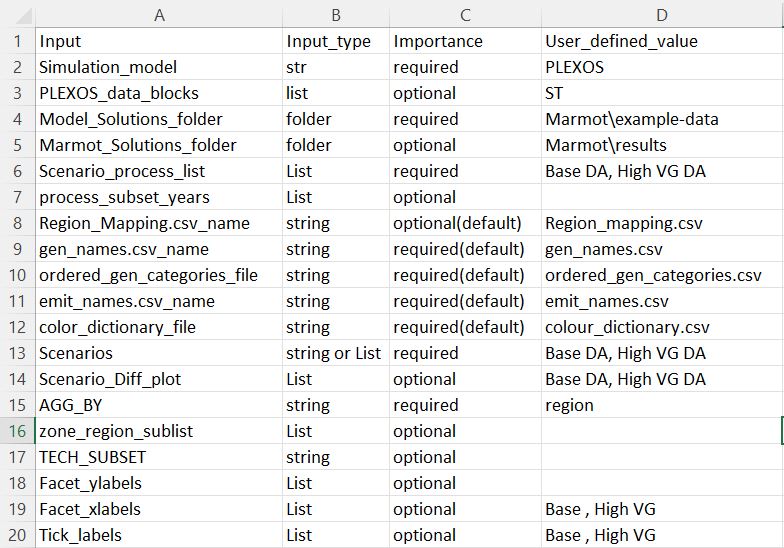 A B C D
1 Input Input_type Importance User_defined_value
2 Simulation_model str required PLEXOS
3 PLEXOS_data_blocks list optional ST
4 Model_Solutions_folder folder required Marmot\example-data
5 Marmot_Solutions_folder folder optional Marmot\results
6 Scenario_process_list List required Base DA, High VG DA
7 process_subset_years List optional
8 Region_Mapping.csv_name string optional(default) Region_mapping.csv
9 gen_names.csv_name string required(default) gen_names.csv
10 ordered_gen_categories_file string required(default) ordered_gen_categories.csv
11 emit_names.csv_name string required(default) emit_names.csv
12 color_dictionary_file string required(default) colour_dictionary.csv
13 Scenarios string or List required Base DA, High VG DA
14 Scenario_Diff_plot List optional Base DA, High VG DA
15 AGG_BY string required region
16 zone_region_sublist List optional
17 TECH_SUBSET string optional
18 Facet_ylabels List optional
19 Facet_xlabels List optional Base , High VG
20 Tick_labels List optional Base , High VG